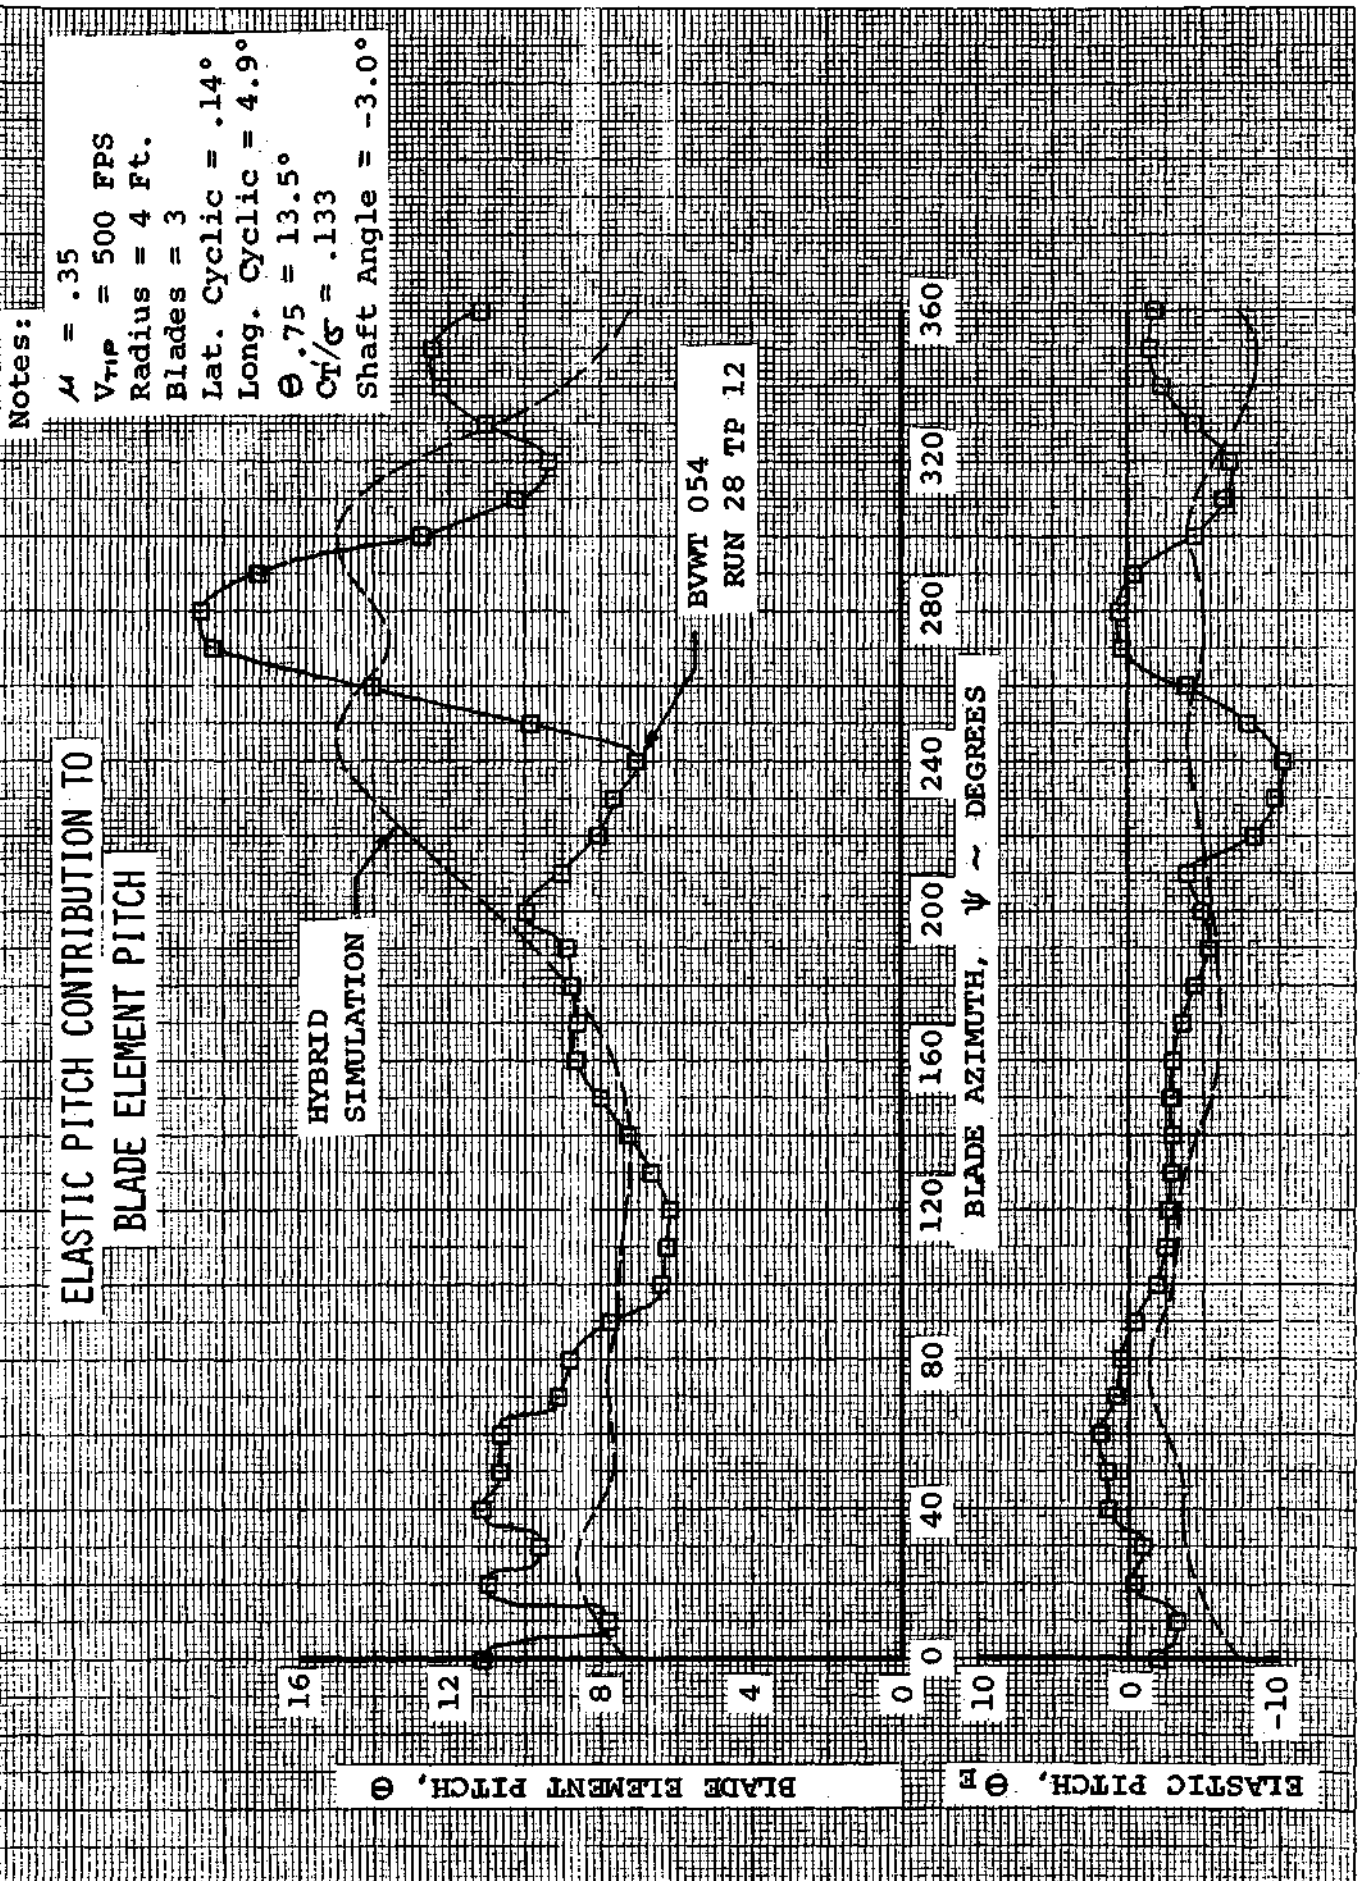 ELASTIC PITCH CONTRIBUTION TO
BLADE ELEMENT PITCH
Notes:
μ = .35
VTIP = 500 FPS
Radius = 4 Ft.
Blades = 3
Lat. Cyclic = .14°
Long. Cyclic = 4.9°
Θ .75 = 13.5°
CT'/σ = .133
Shaft Angle = -3.0°
HYBRID
SIMULATION
BVWT 054
RUN 28 TP 12
BLADE ELEMENT PITCH, Θ
16
12
8
4
0
0 40 80 120 160 200 240 280 320 360
BLADE AZIMUTH, ψ ~ DEGREES
ELASTIC PITCH, ΘE
10
0
-10